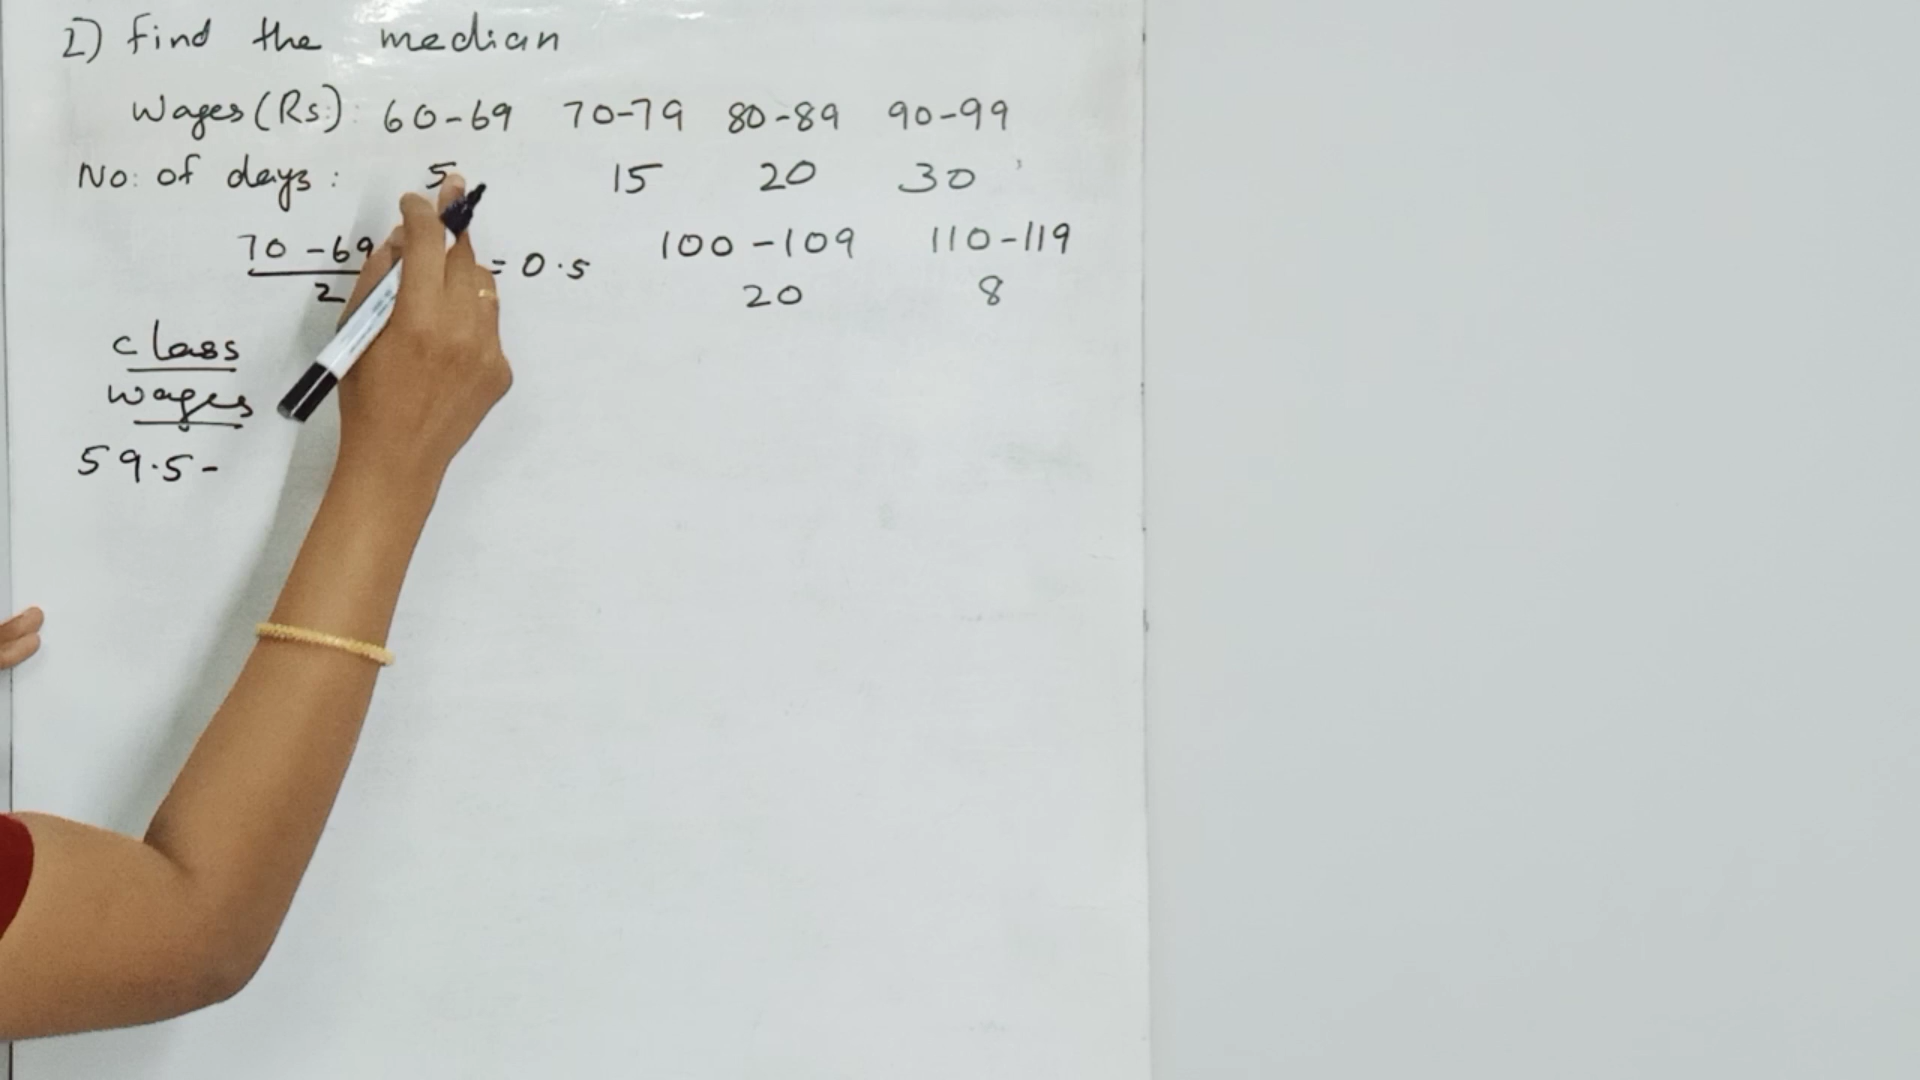 2) Find the median
Wages (Rs): 60-69 70-79 80-89 90-99
No: of days: 5 15 20 30
100-109 110-119
20 8
70-69
2
= 0.5
class
wages
59.5-